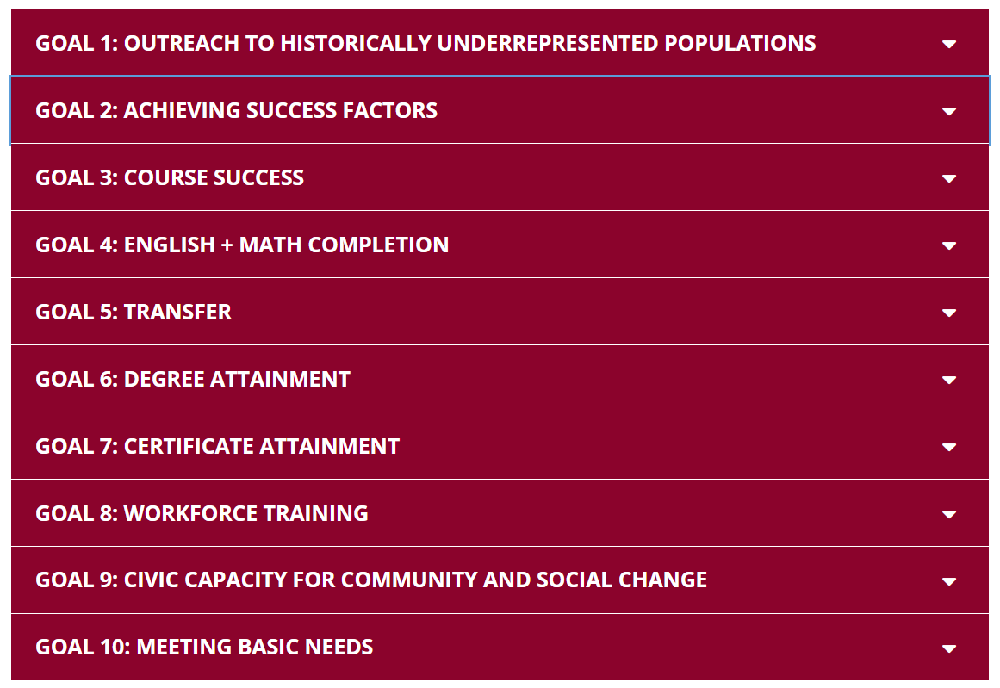 GOAL 1: OUTREACH TO HISTORICALLY UNDERREPRESENTED POPULATIONS
GOAL 2: ACHIEVING SUCCESS FACTORS
GOAL 3: COURSE SUCCESS
GOAL 4: ENGLISH + MATH COMPLETION
GOAL 5: TRANSFER
GOAL 6: DEGREE ATTAINMENT
GOAL 7: CERTIFICATE ATTAINMENT
GOAL 8: WORKFORCE TRAINING
GOAL 9: CIVIC CAPACITY FOR COMMUNITY AND SOCIAL CHANGE
GOAL 10: MEETING BASIC NEEDS